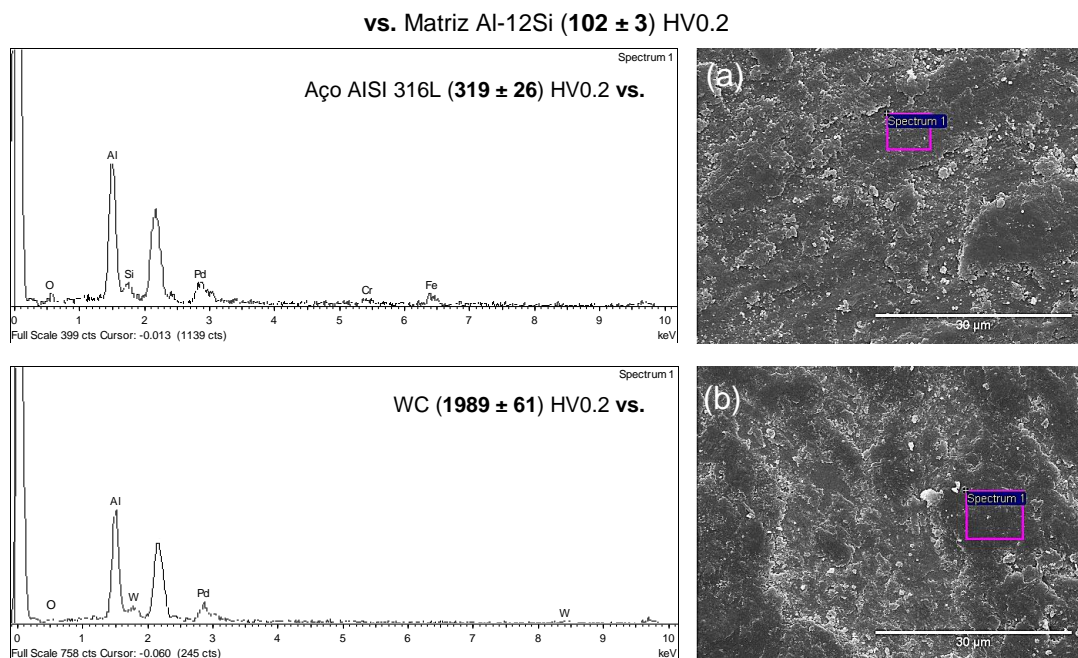 vs. Matriz Al-12Si (102 ± 3) HV0.2
Spectrum 1
Aço AISI 316L (319 ± 26) HV0.2 vs.
Al
O
Si
Pd
Cr
Fe
0 1 2 3 4 5 6 7 8 9 10
Full Scale 399 cts Cursor: -0.013 (1139 cts) keV
(a)
Spectrum 1
30 µm
Spectrum 1
WC (1989 ± 61) HV0.2 vs.
Al
O
W
Pd
W
0 1 2 3 4 5 6 7 8 9 10
Full Scale 758 cts Cursor: -0.060 (245 cts) keV
(b)
Spectrum 1
30 µm